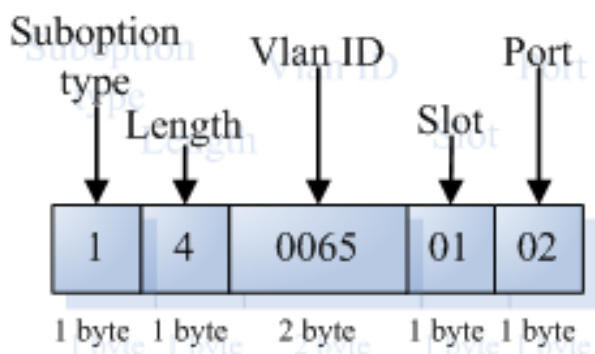 Suboption type
Vlan ID
Port
Length
Slot
1
4
0065
01
02
1 byte
1 byte
2 byte
1 byte
1 byte